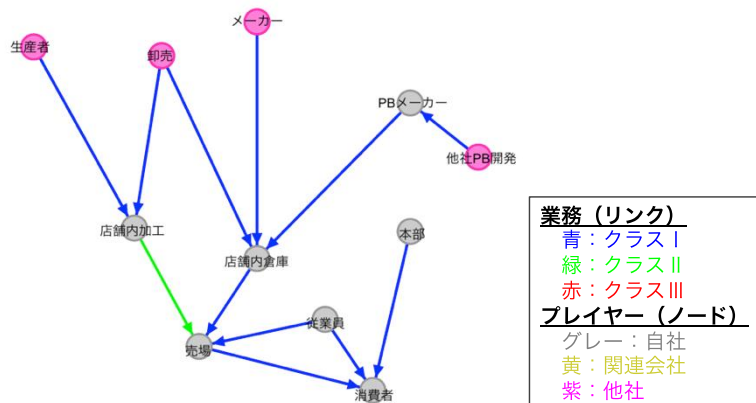 メーカー
生産者
卸売
PBメーカー
他社PB開発
店舗内加工
本部
店舗内倉庫
従業員
売場
消費者
業務（リンク）
青：クラスⅠ
緑：クラスⅡ
赤：クラスⅢ
プレイヤー（ノード）
グレー：自社
黄：関連会社
紫：他社